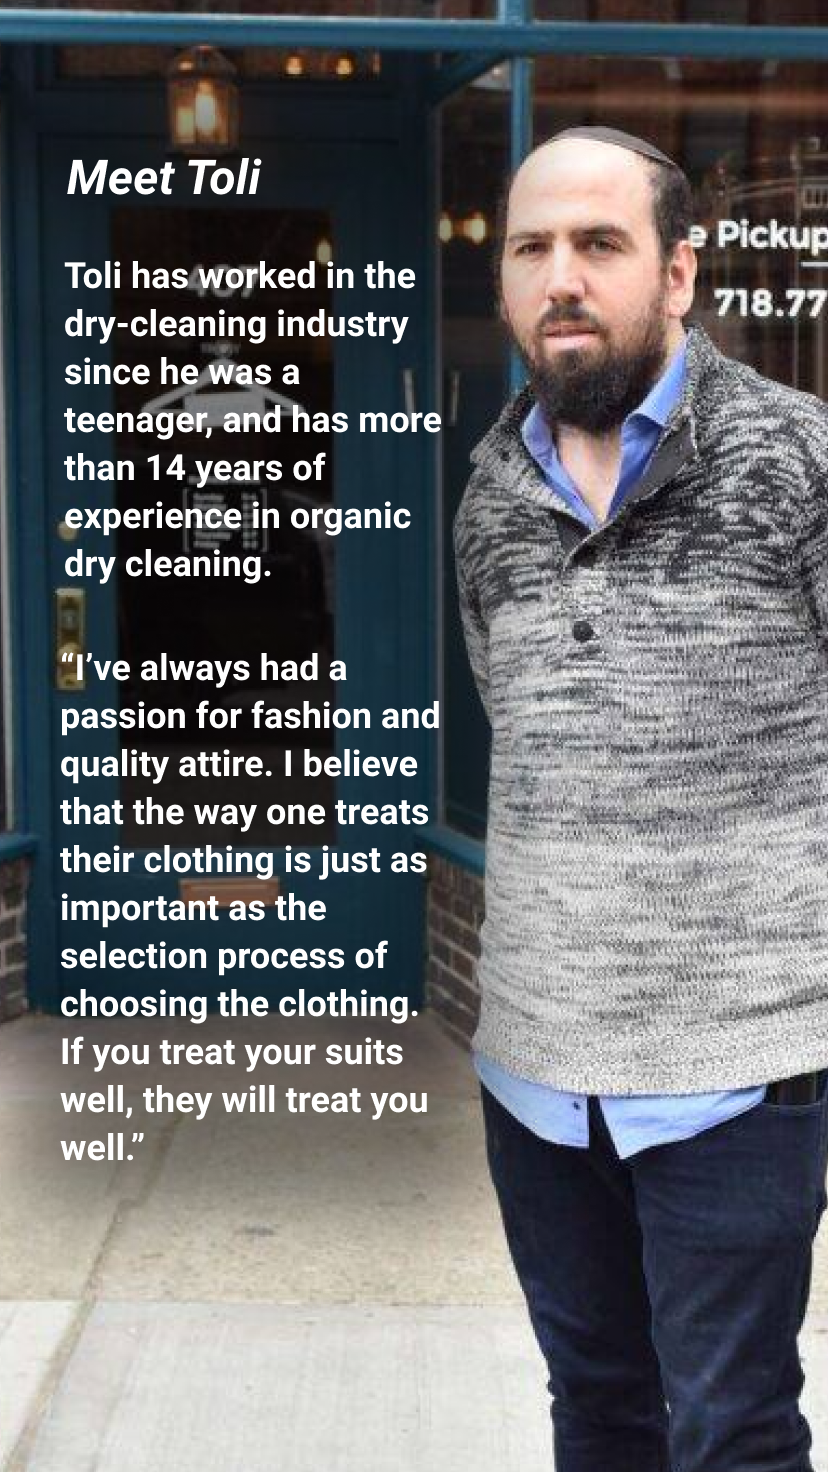 Meet Toli
Toli has worked in the
dry-cleaning industry
since he was a
teenager, and has more
than 14 years of
experience in organic
dry cleaning.
“I’ve always had a
passion for fashion and
quality attire. I believe
that the way one treats
their clothing is just as
important as the
selection process of
choosing the clothing.
If you treat your suits
well, they will treat you
well.”
e Pickup
718.77